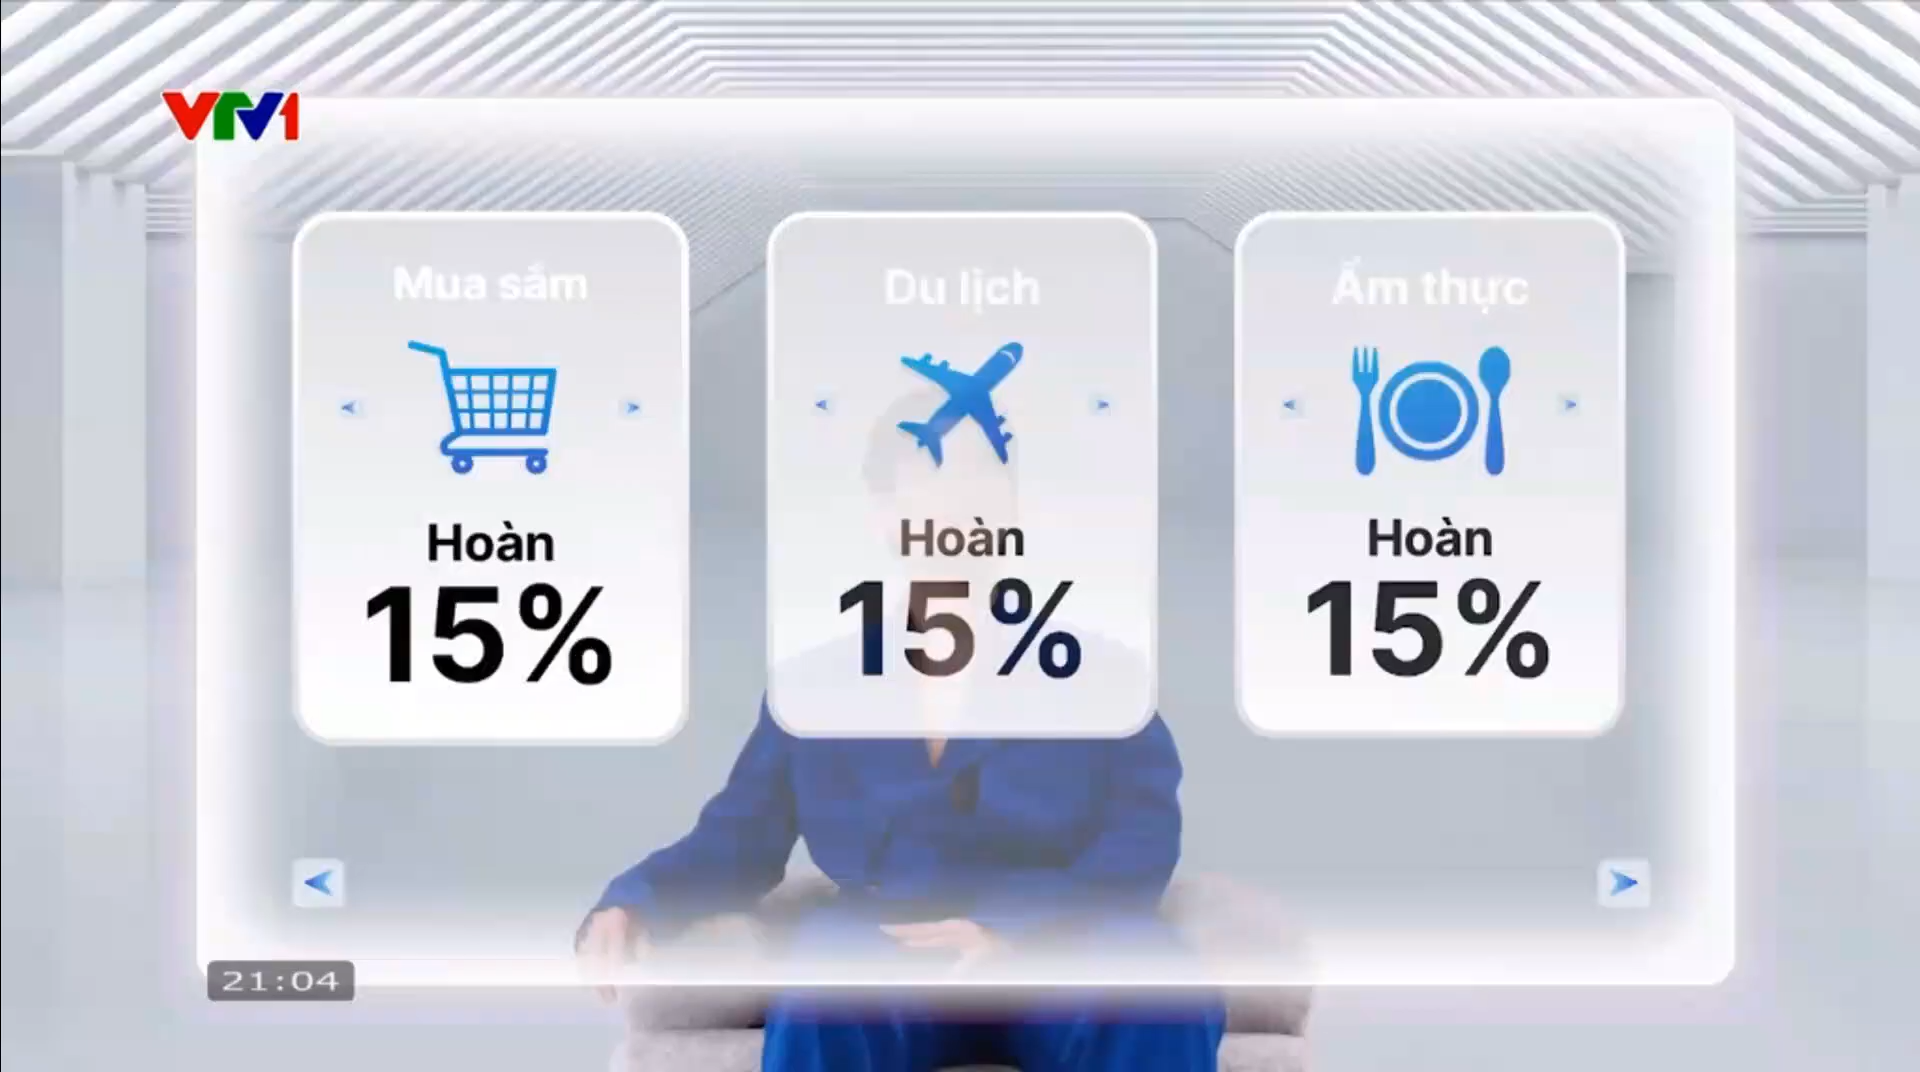 VTV1
Mua sắm
Hoàn
15%
Du lịch
Hoàn
15%
Ẩm thực
Hoàn
15%
21:04